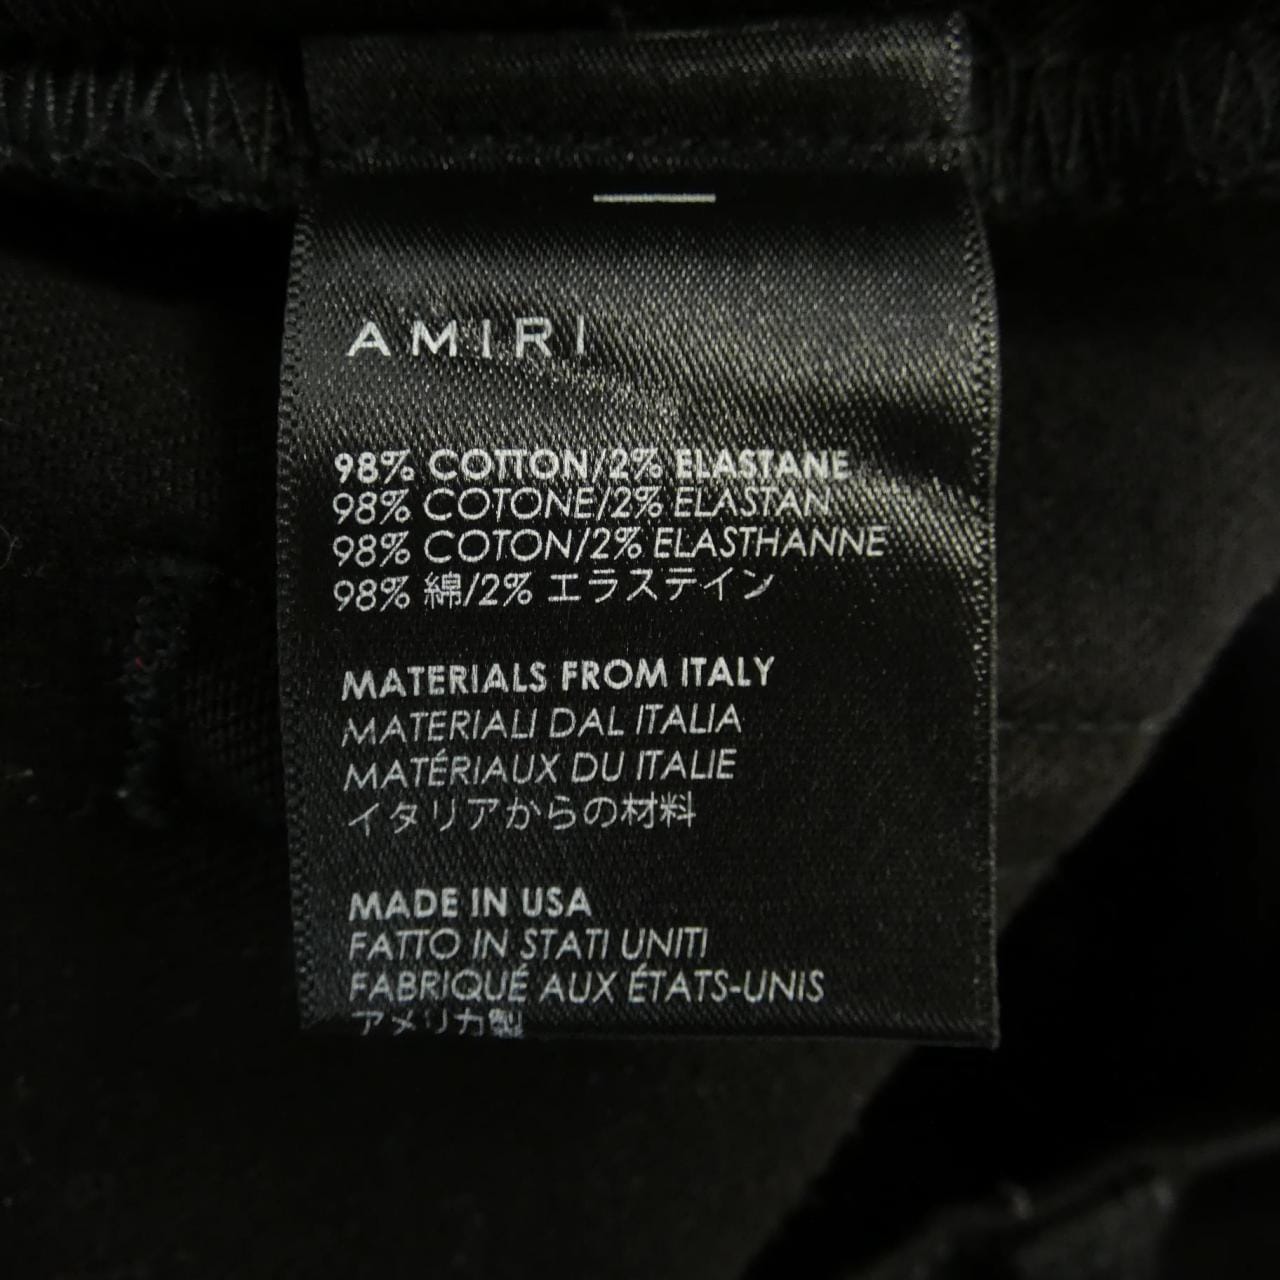 AMIRI
98% COTTON/2% ELASTANE
98% COTONE/2% ELASTAN
98% COTON/2% ELASTHANNE
98% 綿/2% エラステイン
MATERIALS FROM ITALY
MATERIALI DAL ITALIA
MATÉRIAUX DU ITALIE
イタリアからの材料
MADE IN USA
FATTO IN STATI UNITI
FABRIQUÉ AUX ÉTATS-UNIS
アメリカ製